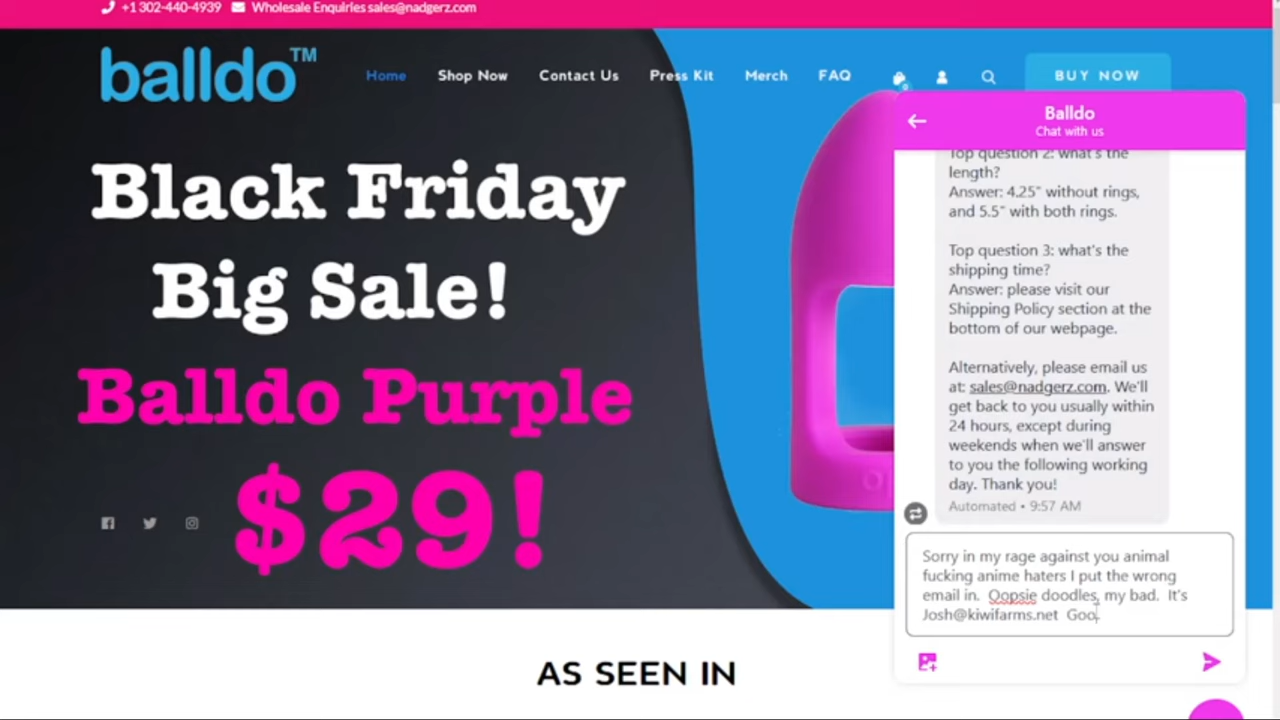 +1 302-440-4939 Wholesale Enquiries sales@nadgerz.com
balldo™
Home Shop Now Contact Us Press Kit Merch FAQ BUY NOW
Black Friday
Big Sale!
Balldo Purple
$29!
AS SEEN IN
Balldo
Chat with us
Top question 2: what's the
length?
Answer: 4.25" without rings,
and 5.5" with both rings.
Top question 3: what's the
shipping time?
Answer: please visit our
Shipping Policy section at the
bottom of our webpage.
Alternatively, please email us
at: sales@nadgerz.com. We'll
get back to you usually within
24 hours, except during
weekends when we'll answer
to you the following working
day. Thank you!
Automated • 9:57 AM
Sorry in my rage against you animal
fucking anime haters I put the wrong
email in. Oopsie doodles, my bad. It's
Josh@kiwifarms.net Goo